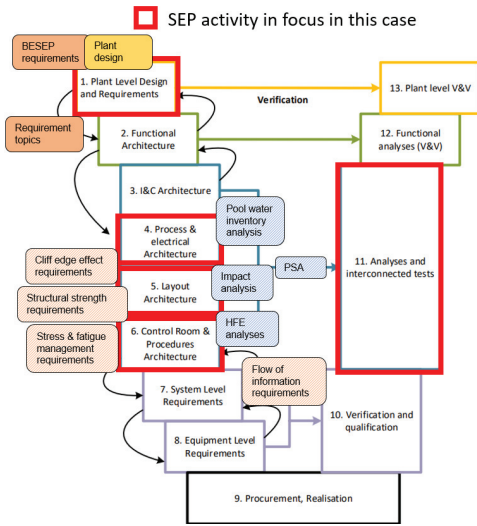 SEP activity in focus in this case
BESEP
requirements
Plant
design
1. Plant Level Design
and Requirements
13. Plant level V&V
Verification
Requirement
topics
2. Functional
Architecture
12. Functional
analyses (V&V)
3. I&C Architecture
Pool water
inventory
analysis
4. Process &
electrical
Architecture
Cliff edge effect
requirements
PSA
11. Analyses and
interconnected tests
Impact
analysis
5. Layout
Architecture
Structural strength
requirements
HFE
analyses
6. Control Room &
Procedures
Architecture
Stress & fatigue
management
requirements
Flow of
information
requirements
7. System Level
Requirements
10. Verification and
qualification
8. Equipment Level
Requirements
9. Procurement, Realisation